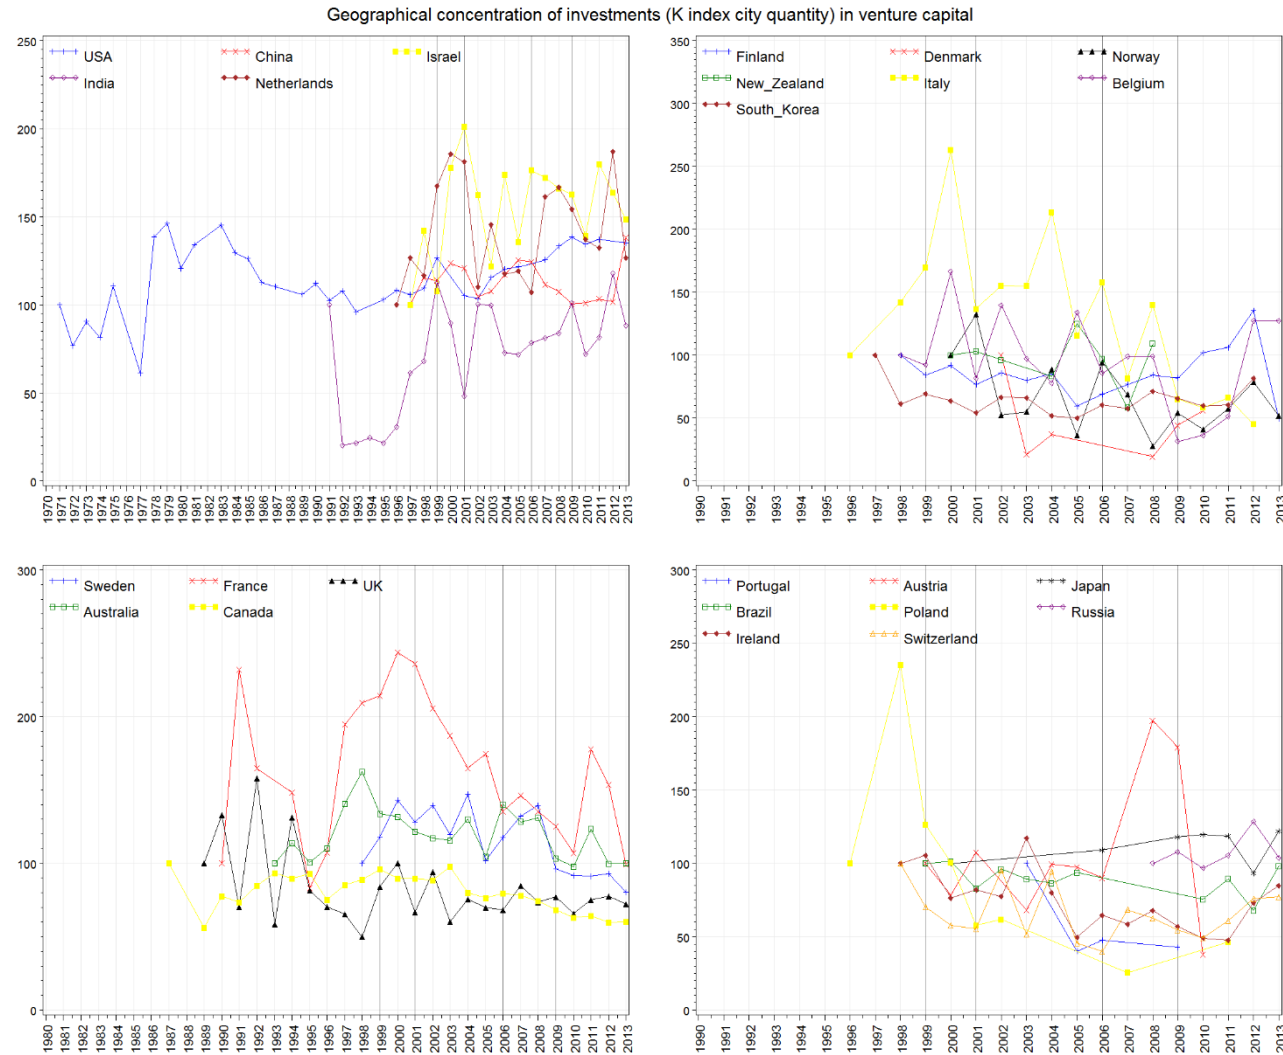 Geographical concentration of investments (K index city quantity) in venture capital
USA China Israel
India Netherlands
250
200
150
100
50
0
1970 1971 1972 1973 1974 1975 1976 1977 1978 1979 1980 1981 1982 1983 1984 1985 1986 1987 1988 1989 1990 1991 1992 1993 1994 1995 1996 1997 1998 1999 2000 2001 2002 2003 2004 2005 2006 2007 2008 2009 2010 2011 2012 2013
Finland Denmark Norway
New_Zealand Italy Belgium
South_Korea
350
300
250
200
150
100
50
0
1990 1991 1992 1993 1994 1995 1996 1997 1998 1999 2000 2001 2002 2003 2004 2005 2006 2007 2008 2009 2010 2011 2012 2013
Sweden France UK
Australia Canada
300
200
100
0
1980 1981 1982 1983 1984 1985 1986 1987 1988 1989 1990 1991 1992 1993 1994 1995 1996 1997 1998 1999 2000 2001 2002 2003 2004 2005 2006 2007 2008 2009 2010 2011 2012 2013
Portugal Austria Japan
Brazil Poland Russia
Ireland Switzerland
300
250
200
150
100
50
0
1990 1991 1992 1993 1994 1995 1996 1997 1998 1999 2000 2001 2002 2003 2004 2005 2006 2007 2008 2009 2010 2011 2012 2013